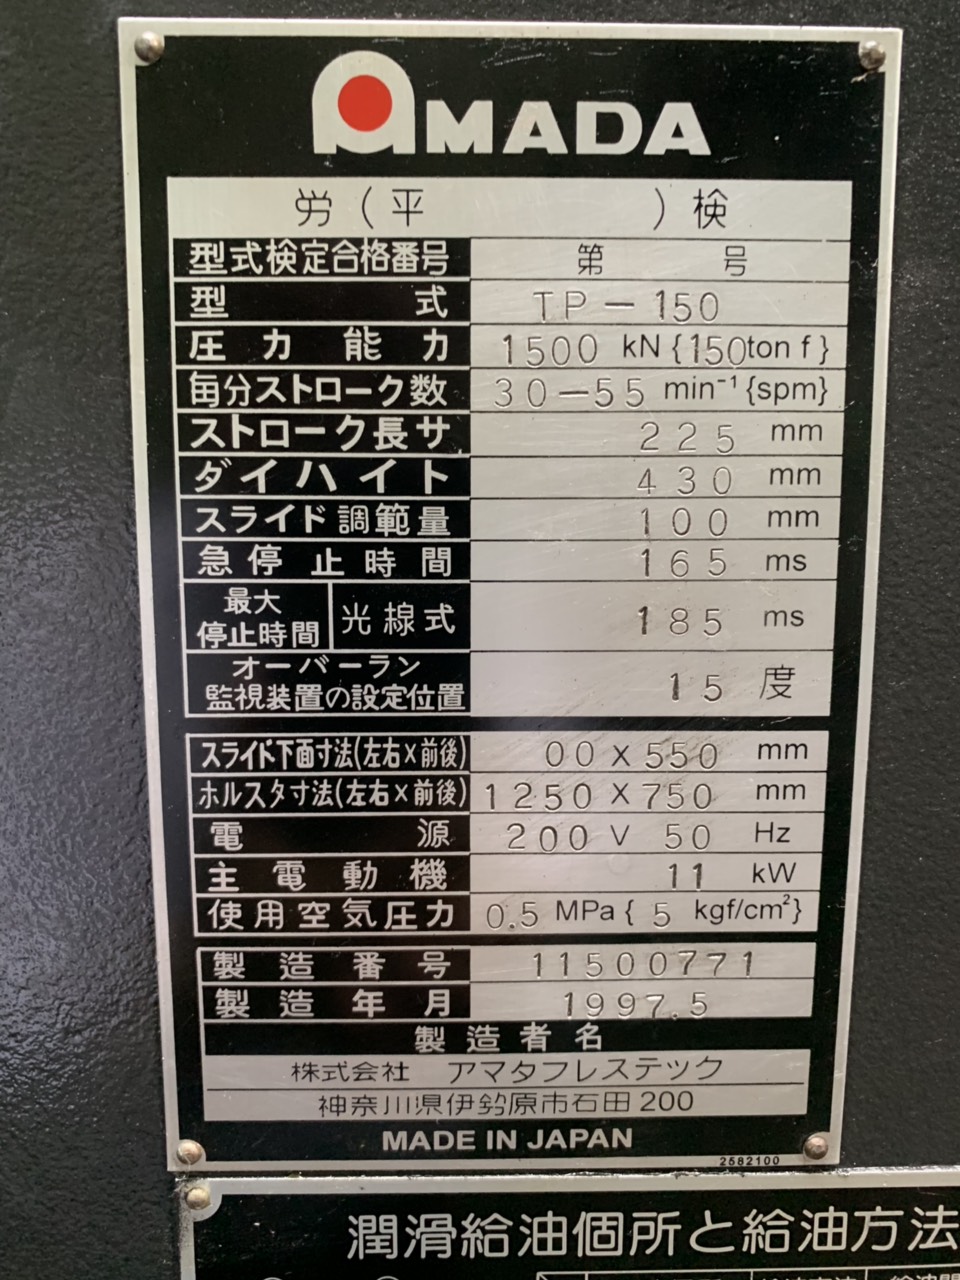 AMADA
労(平 )検
型式検定合格番号 第 号
型式 TP-150
圧力能力 1500 kN{150ton f}
毎分ストローク数 30-55 min⁻¹{spm}
ストローク長サ 225 mm
ダイハイト 430 mm
スライド調範量 100 mm
急停止時間 165 ms
最大停止時間 光線式 185 ms
オーバーラン
監視装置の設定位置 15 度
スライド下面寸法(左右×前後) 00×550 mm
ホルスタ寸法(左右×前後) 1250×750 mm
電源 200V 50 Hz
主電動機 11 kW
使用空気圧力 0.5 MPa{ 5 kgf/cm²}
製造番号 11500771
製造年月 1997.5
製造者名
株式会社 アマタフレステック
神奈川県伊勢原市石田200
MADE IN JAPAN
2582100
潤滑給油個所と給油方法